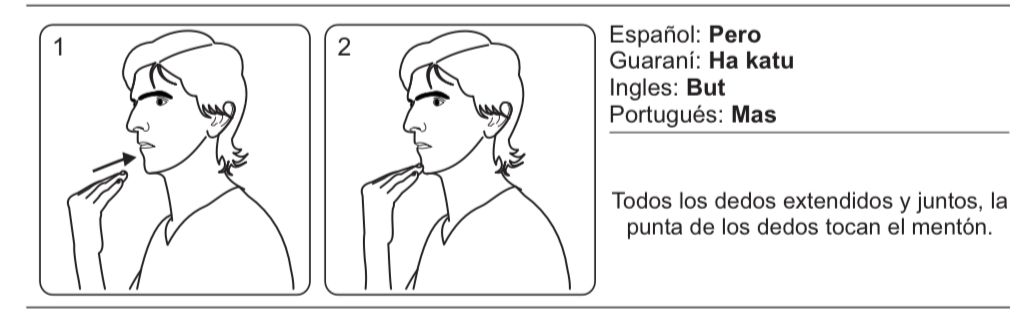 1
2
Español: Pero
Guaraní: Ha katu
Ingles: But
Portugués: Mas
Todos los dedos extendidos y juntos, la
punta de los dedos tocan el mentón.